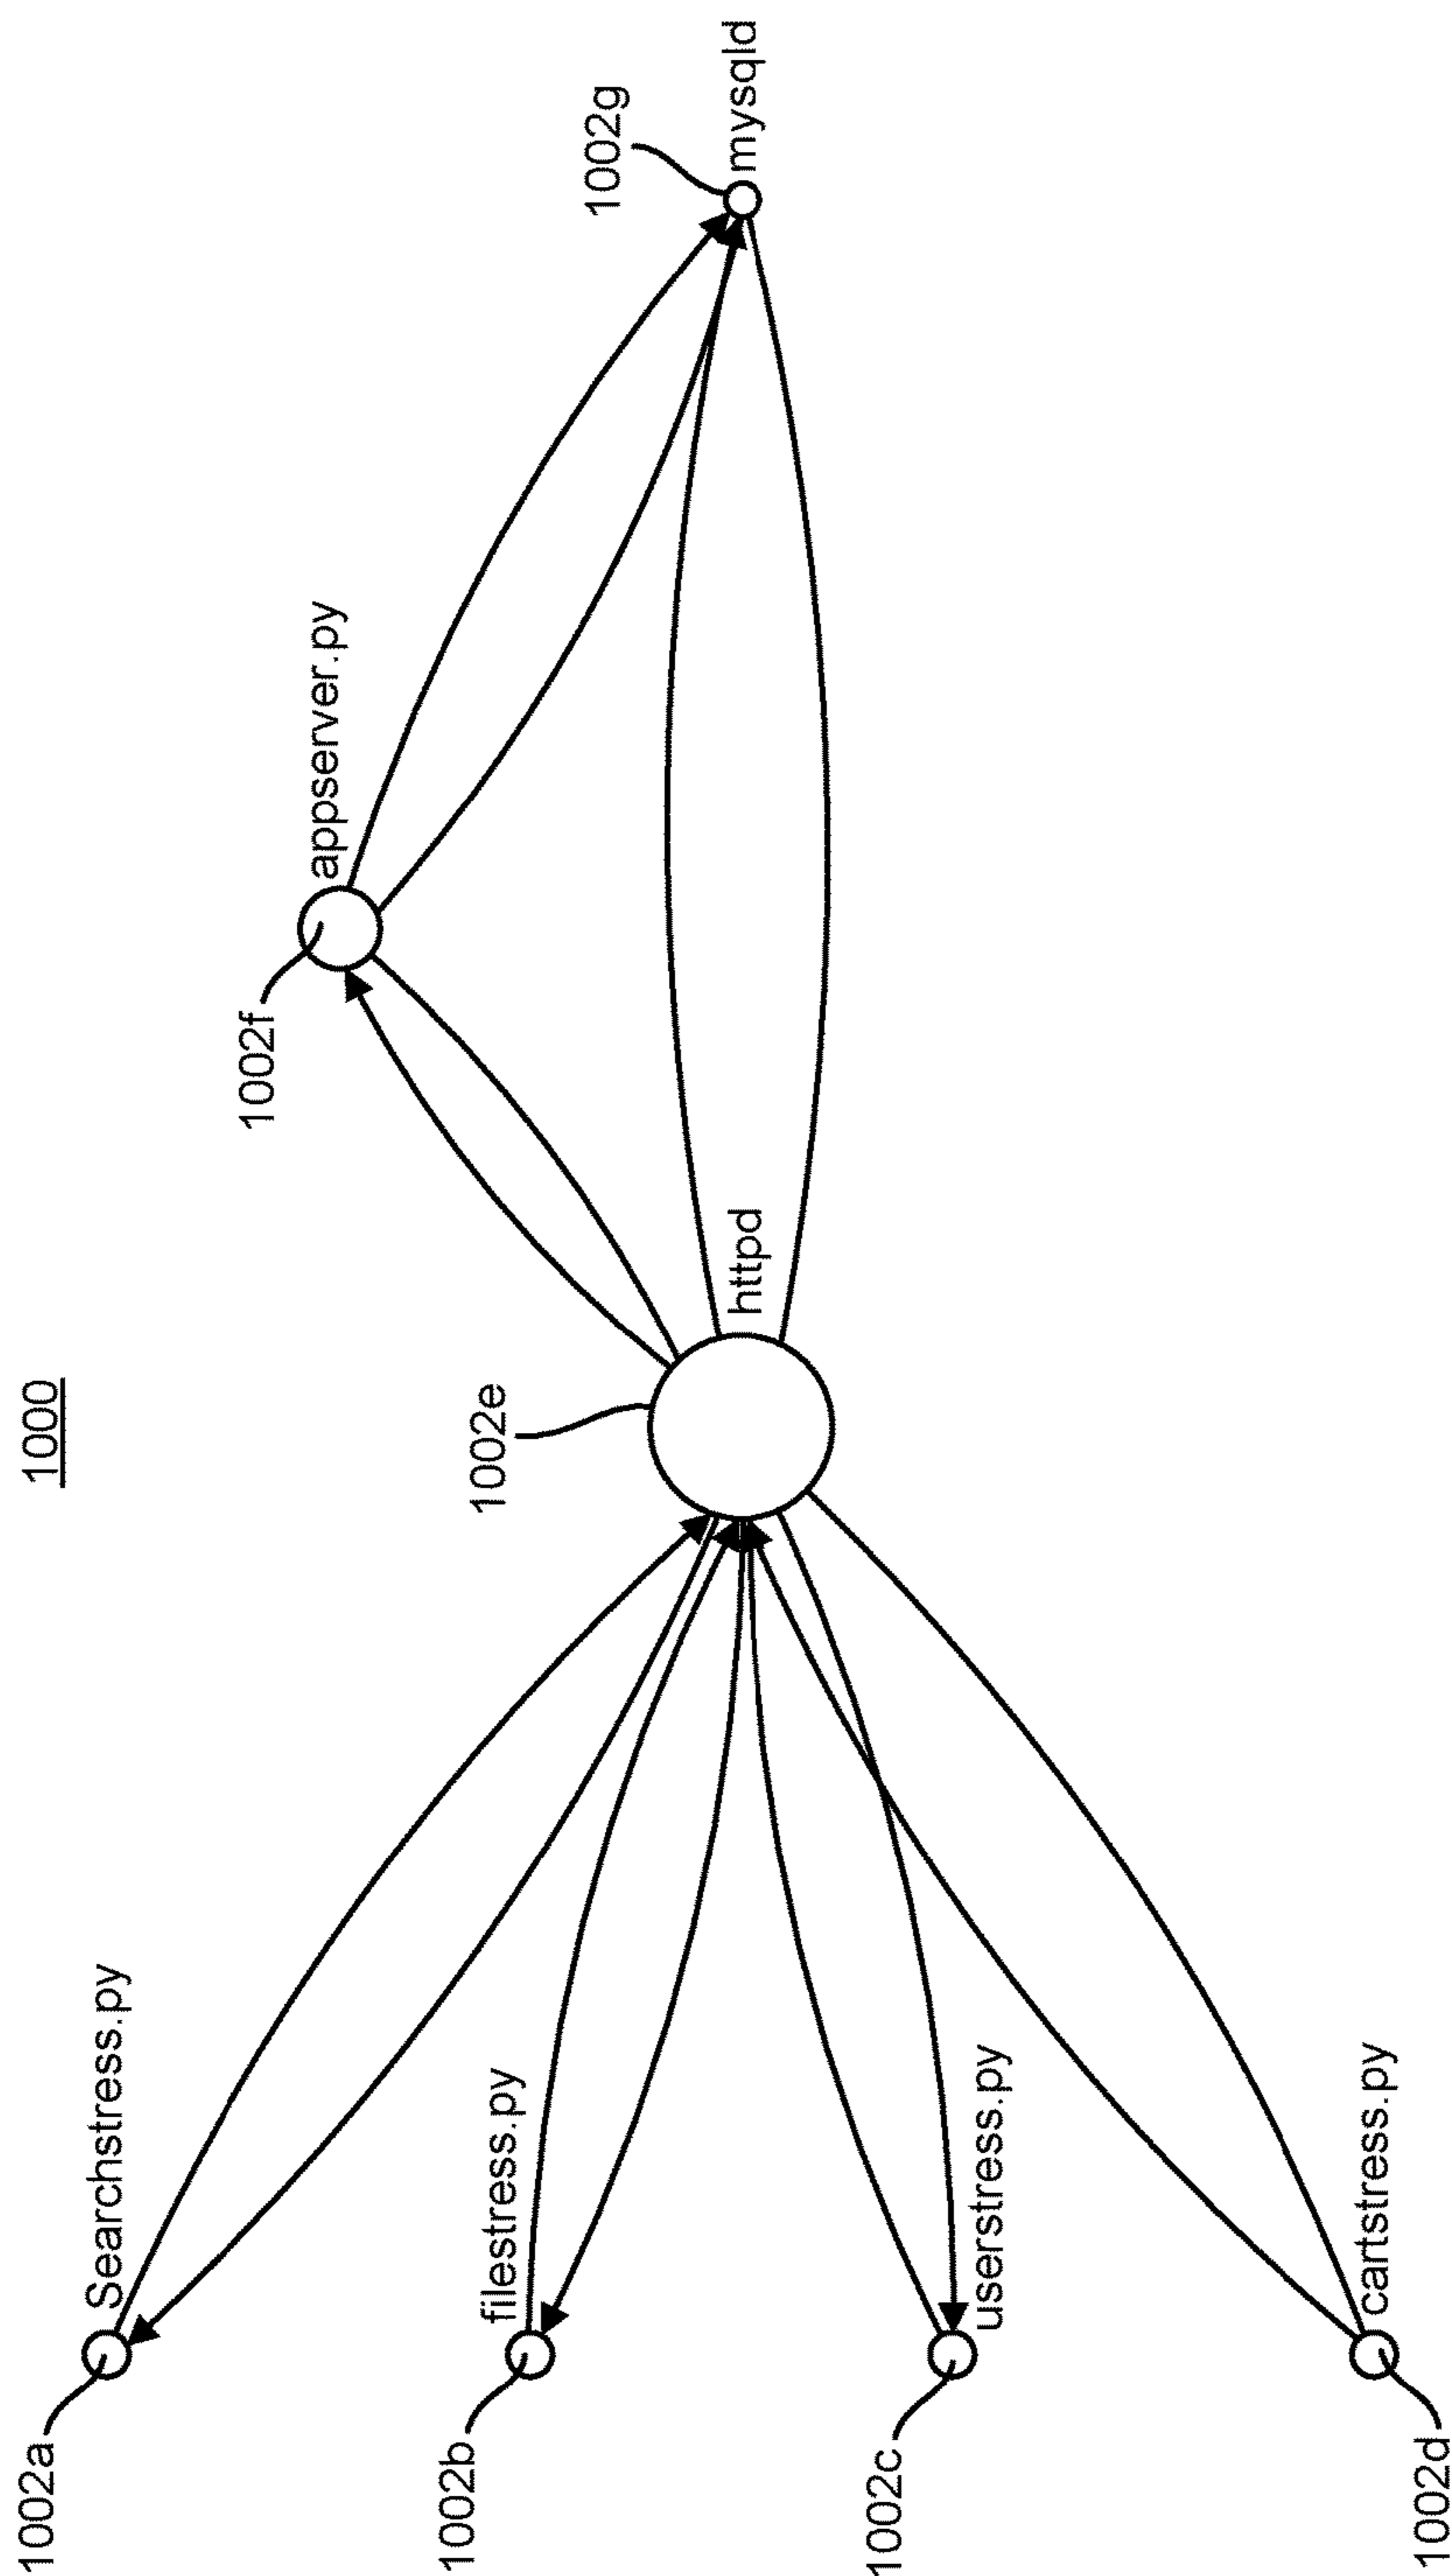 1000
1002a
Searchstress.py
1002b
filestress.py
1002c
userstress.py
1002d
cartstress.py
1002e
httpd
1002f
appserver.py
1002g
mysqld